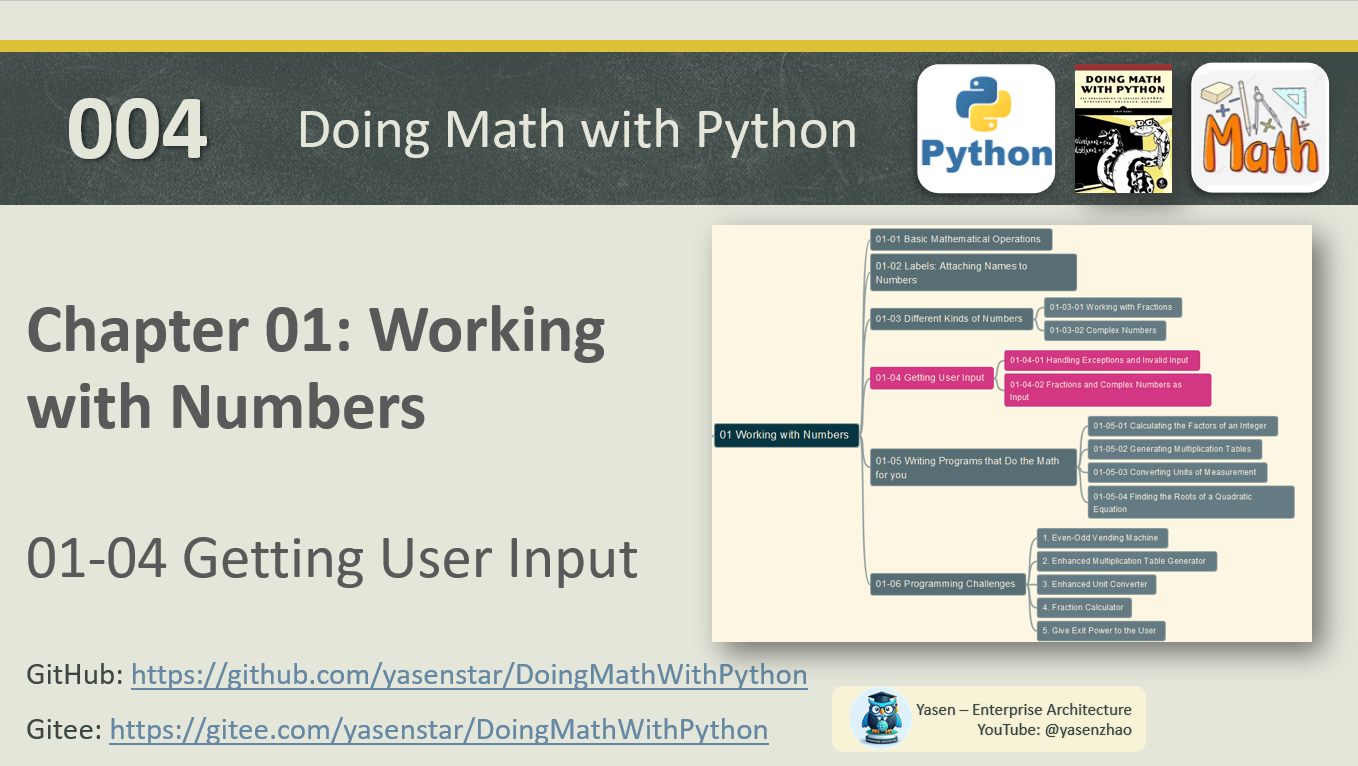 004
Doing Math with Python
Python
DOING MATH
WITH PYTHON
Math
Chapter 01: Working
with Numbers
01-04 Getting User Input
01 Working with Numbers
01-01 Basic Mathematical Operations
01-02 Labels: Attaching Names to
Numbers
01-03 Different Kinds of Numbers
01-03-01 Working with Fractions
01-03-02 Complex Numbers
01-04 Getting User Input
01-04-01 Handling Exceptions and Invalid Input
01-04-02 Fractions and Complex Numbers as
Input
01-05 Writing Programs that Do the Math
for you
01-05-01 Calculating the Factors of an Integer
01-05-02 Generating Multiplication Tables
01-05-03 Converting Units of Measurement
01-05-04 Finding the Roots of a Quadratic
Equation
01-06 Programming Challenges
1. Even-Odd Vending Machine
2. Enhanced Multiplication Table Generator
3. Enhanced Unit Converter
4. Fraction Calculator
5. Give Exit Power to the User
GitHub: https://github.com/yasenstar/DoingMathWithPython
Gitee: https://gitee.com/yasenstar/DoingMathWithPython
Yasen – Enterprise Architecture
YouTube: @yasenzhao